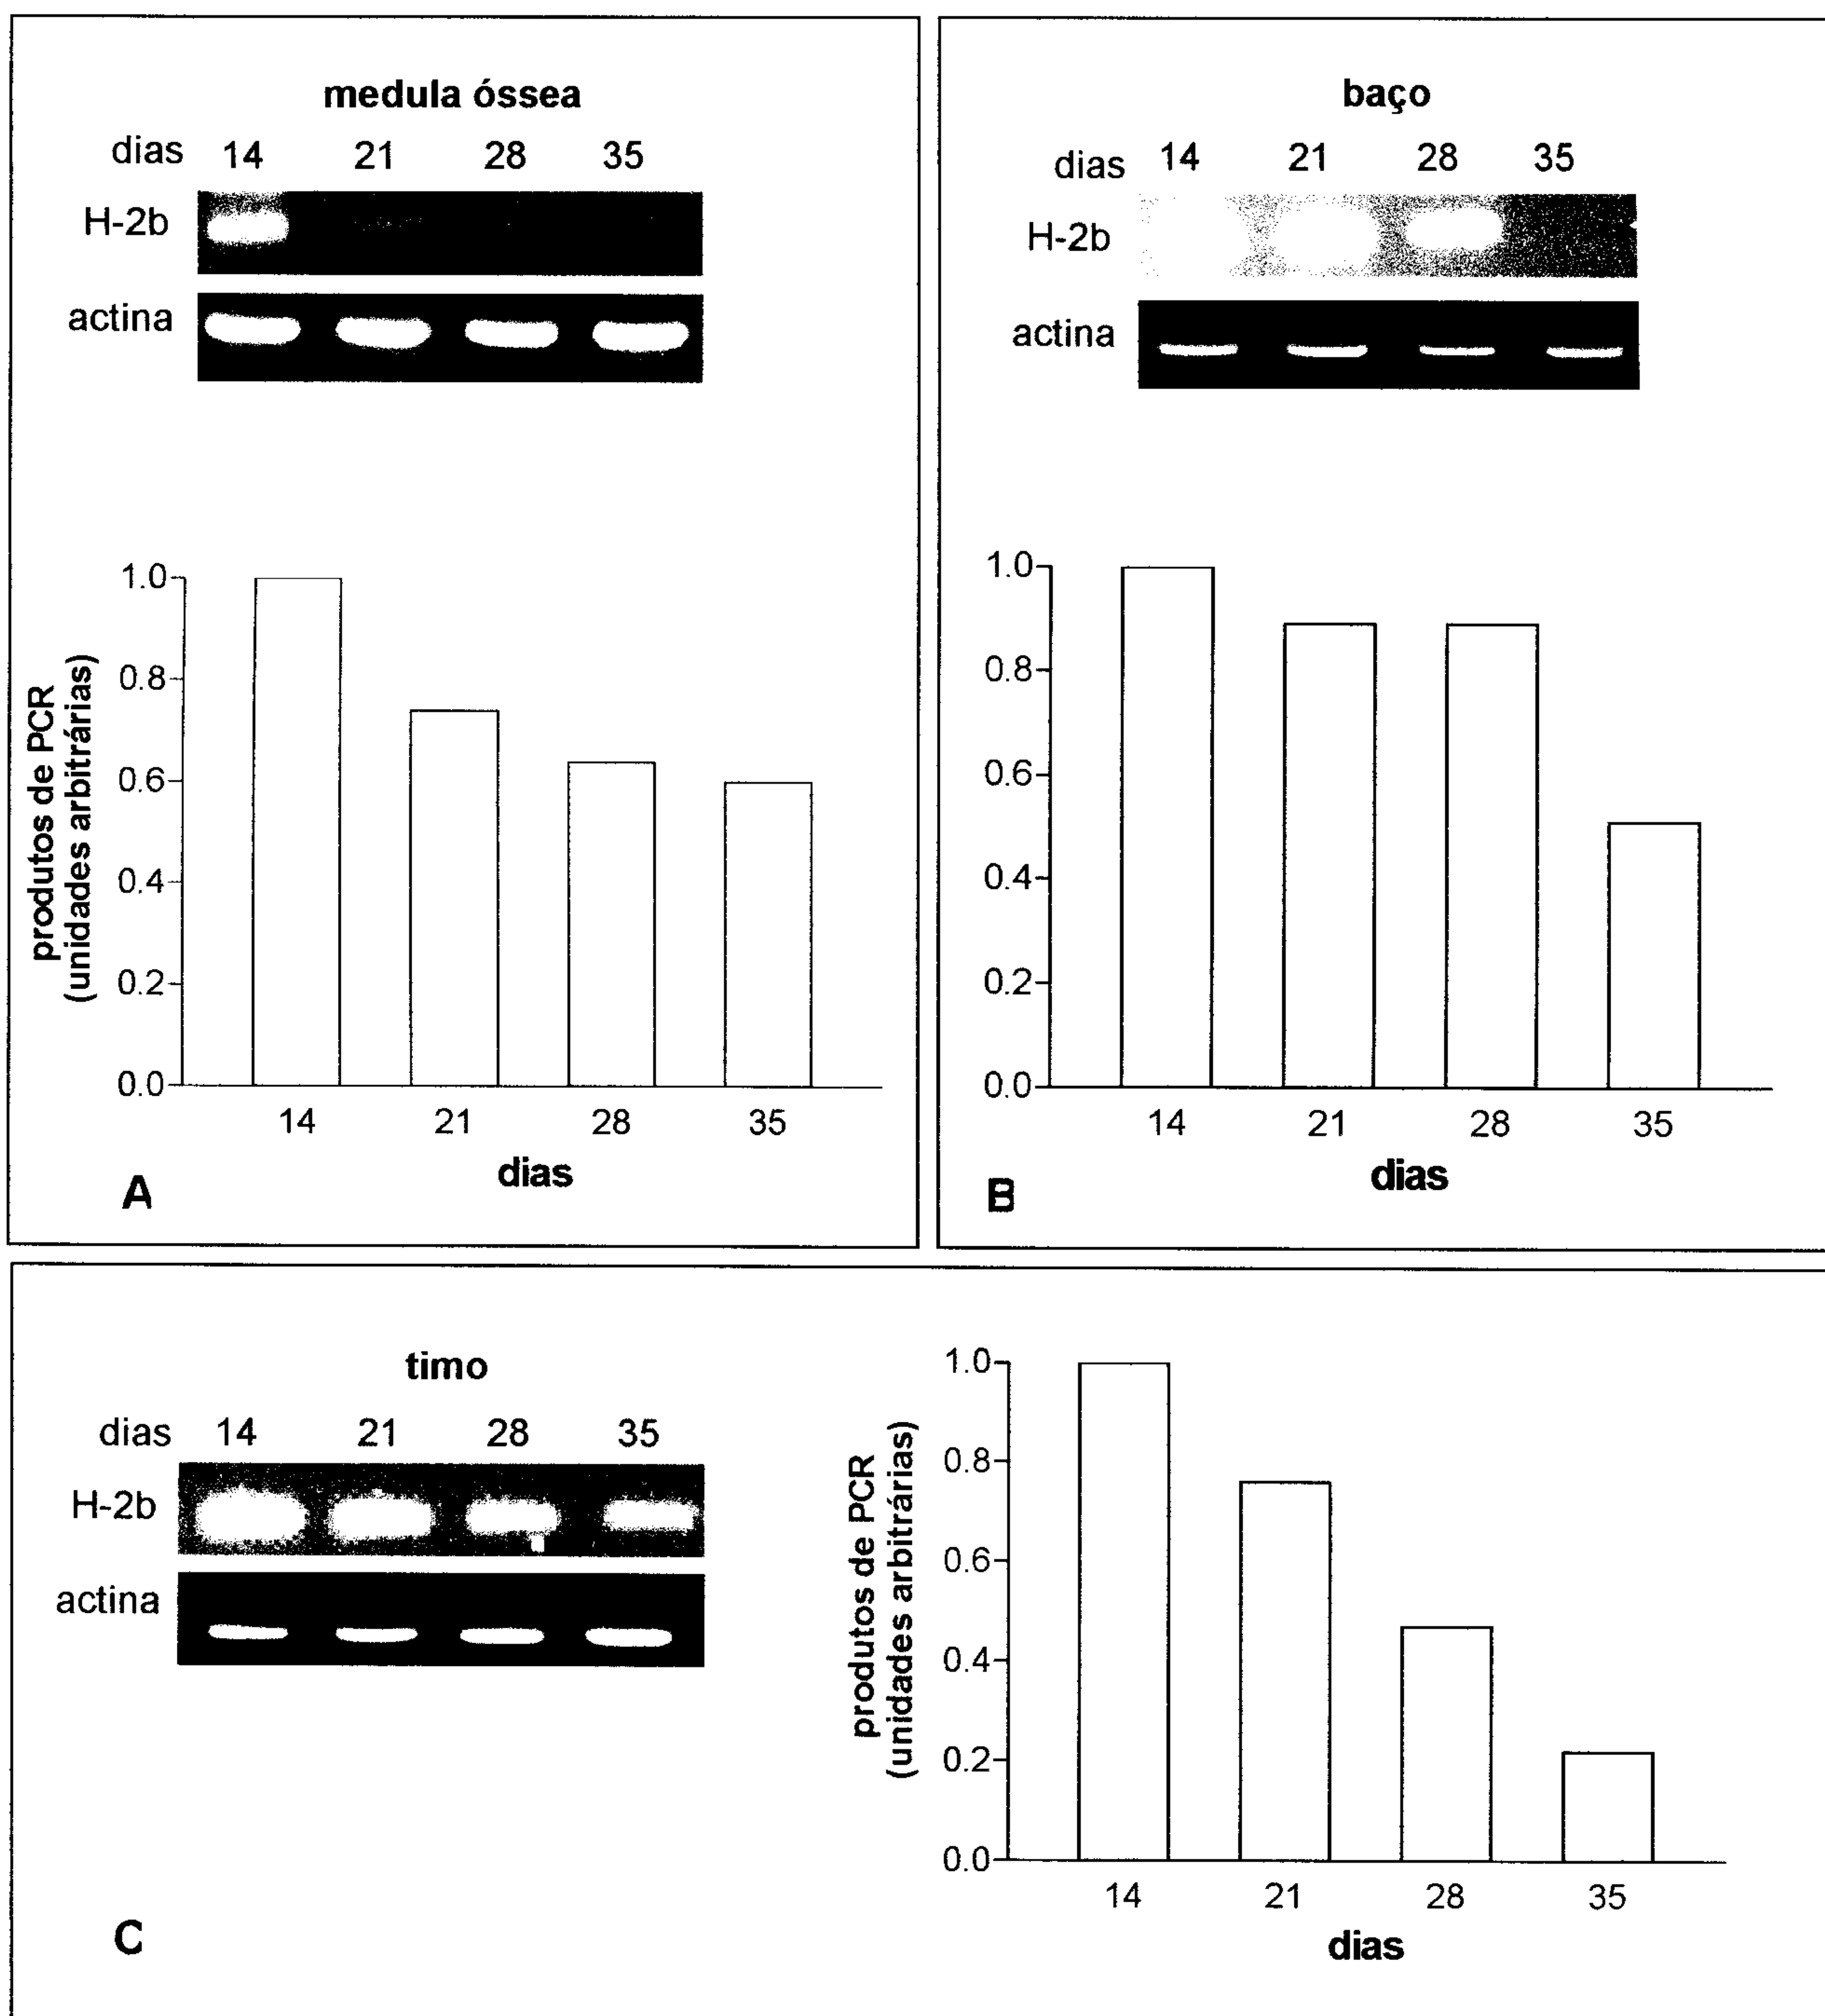 medula óssea
dias 14 21 28 35
H-2b
actina
produtos de PCR
(unidades arbitrárias)
1.0
0.8
0.6
0.4
0.2
0.0
14 21 28 35
dias
A
baço
dias 14 21 28 35
H-2b
actina
1.0
0.8
0.6
0.4
0.2
0.0
14 21 28 35
dias
B
timo
dias 14 21 28 35
H-2b
actina
produtos de PCR
(unidades arbitrárias)
1.0
0.8
0.6
0.4
0.2
0.0
14 21 28 35
dias
C